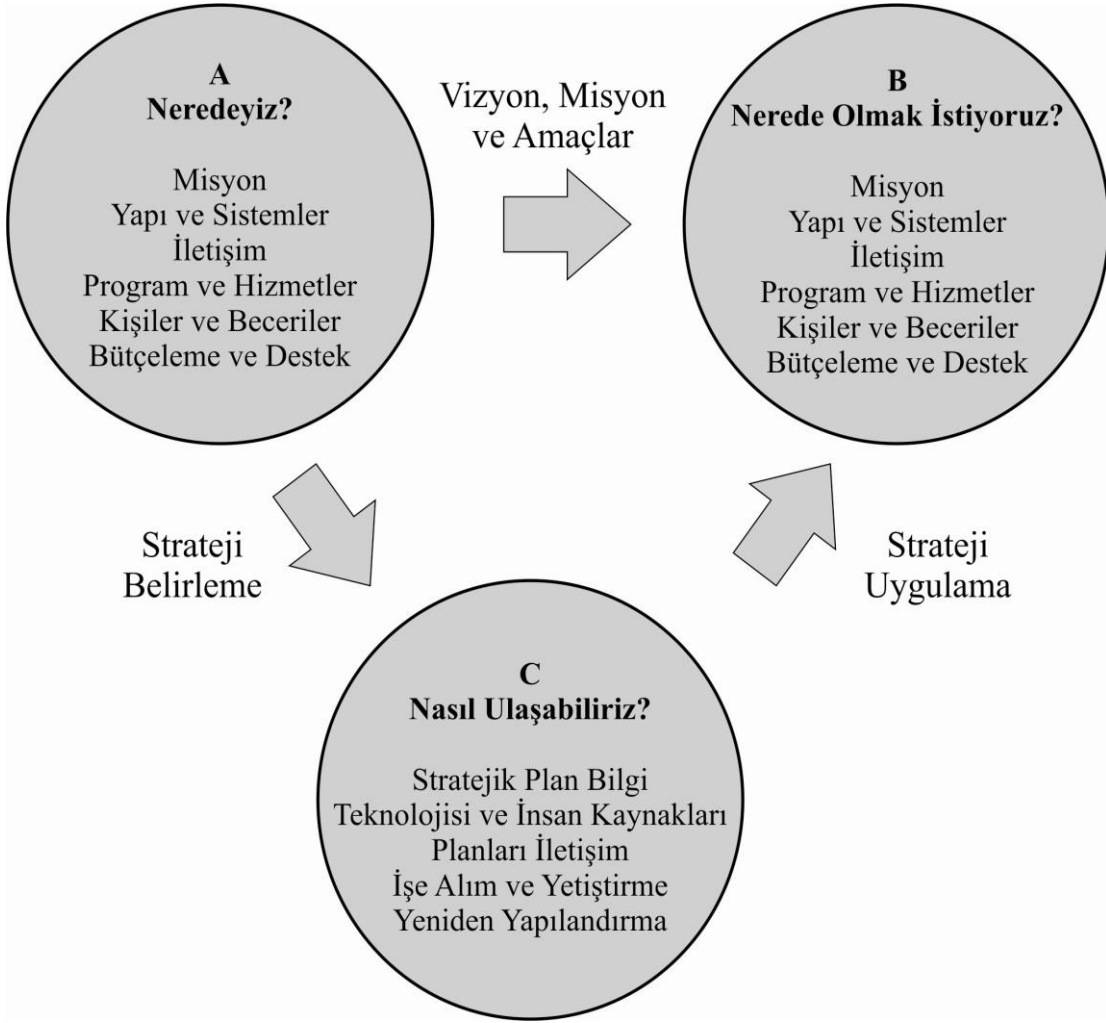 A
Neredeyiz?
Misyon
Yapı ve Sistemler
İletişim
Program ve Hizmetler
Kişiler ve Beceriler
Bütçeleme ve Destek
Vizyon, Misyon
ve Amaçlar
B
Nerede Olmak İstiyoruz?
Misyon
Yapı ve Sistemler
İletişim
Program ve Hizmetler
Kişiler ve Beceriler
Bütçeleme ve Destek
Strateji
Belirleme
Strateji
Uygulama
C
Nasıl Ulaşabiliriz?
Stratejik Plan Bilgi
Teknolojisi ve İnsan Kaynakları
Planları İletişim
İşe Alım ve Yetiştirme
Yeniden Yapılandırma